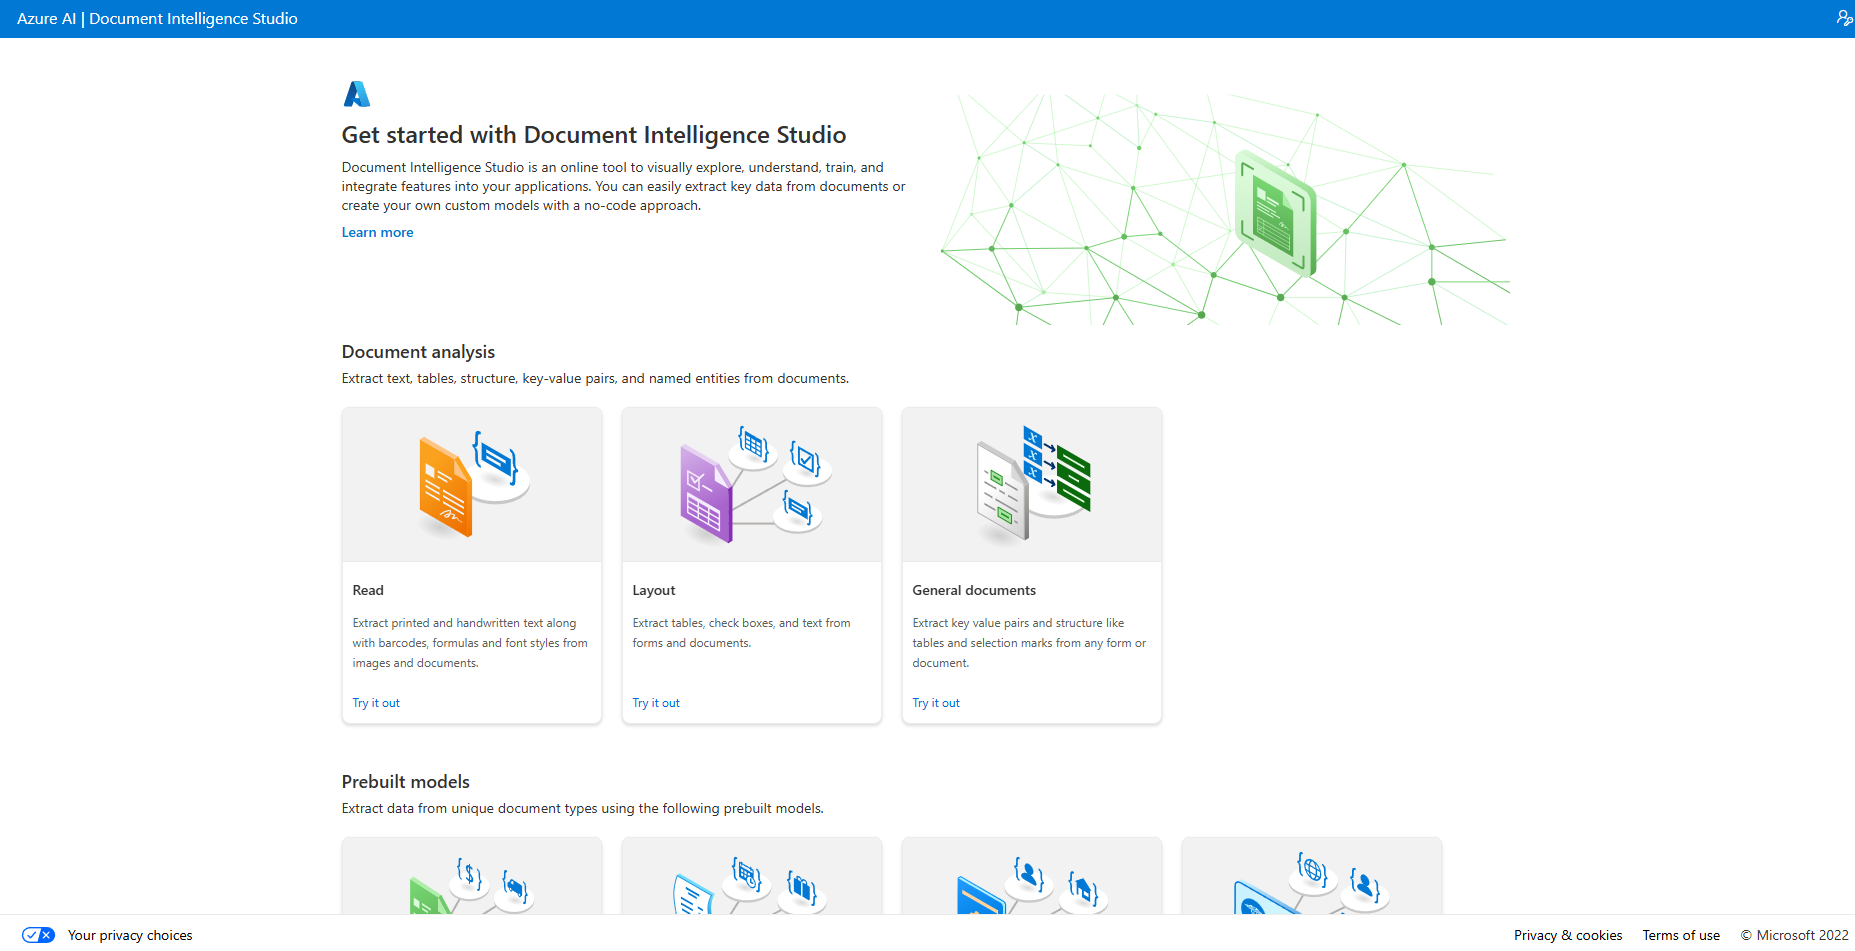 Azure AI | Document Intelligence Studio
Get started with Document Intelligence Studio
Document Intelligence Studio is an online tool to visually explore, understand, train, and
integrate features into your applications. You can easily extract key data from documents or
create your own custom models with a no-code approach.
Learn more
Document analysis
Extract text, tables, structure, key-value pairs, and named entities from documents.
Read
Extract printed and handwritten text along
with barcodes, formulas and font styles from
images and documents.
Try it out
Layout
Extract tables, check boxes, and text from
forms and documents.
Try it out
General documents
Extract key value pairs and structure like
tables and selection marks from any form or
document.
Try it out
Prebuilt models
Extract data from unique document types using the following prebuilt models.
Your privacy choices
Privacy & cookies
Terms of use
© Microsoft 2022